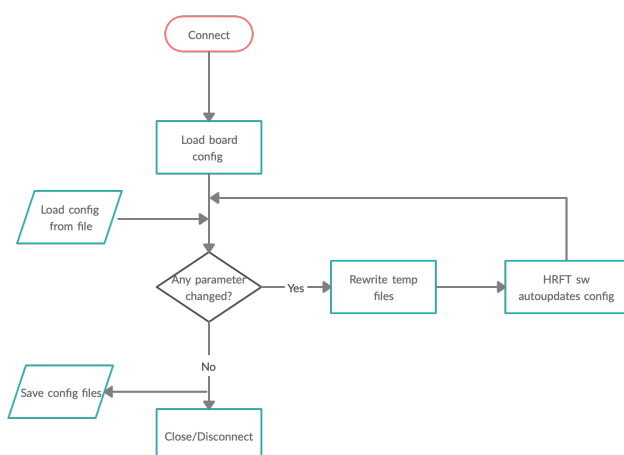 Connect
Load board
config
Load config
from file
Any parameter
changed?
Yes
Rewrite temp
files
HRFT sw
autoupdates config
No
Save config files
Close/Disconnect